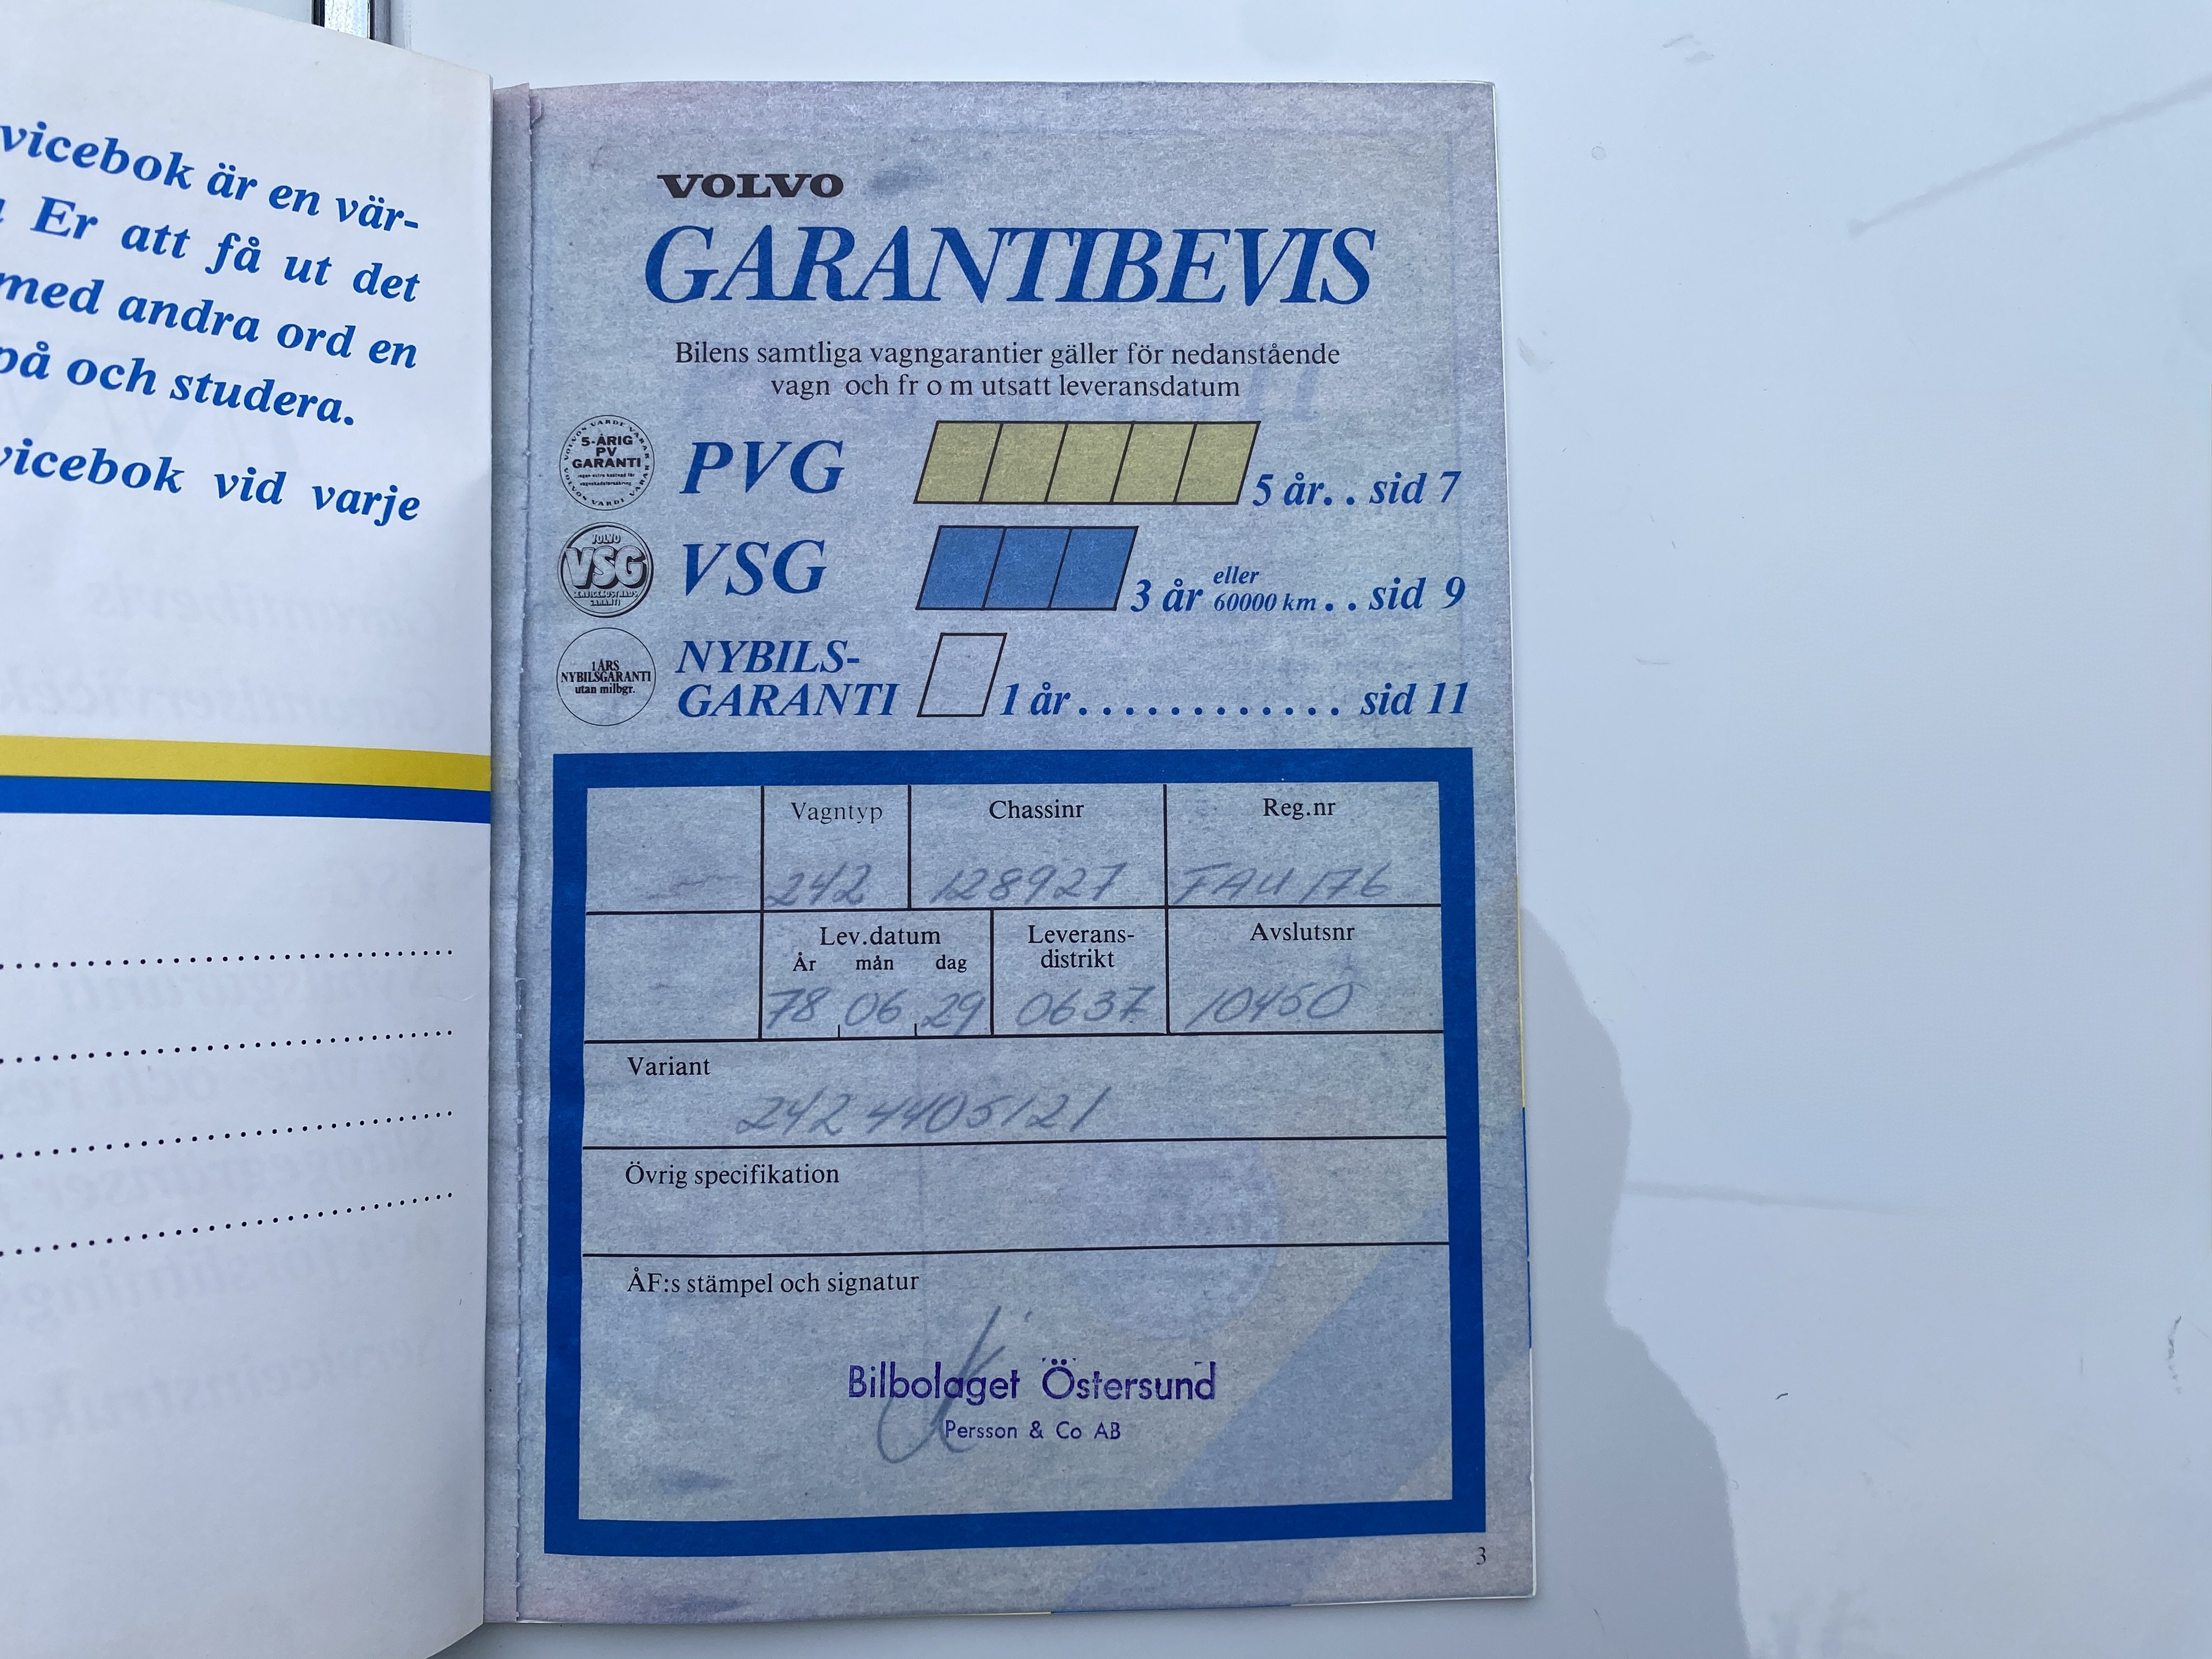 vicebok är en vär-
Er att få ut det
med andra ord en
på och studera.
vicebok vid varje
VOLVO
GARANTIBEVIS
Bilens samtliga vagngarantier gäller för nedanstående
vagn och fr o m utsatt leveransdatum
5-ÅRIG
PV
GARANTI
PVG
5 år. . sid 7
VOLVO
VSG
SERVICEKOSTNADS
GARANTI
VSG
3 år eller 60000 km . . sid 9
1 ÅRS
NYBILSGARANTI
utan milbgr.
NYBILS-
GARANTI
1 år. . . . . . . . . . . . sid 11
Vagntyp Chassinr Reg.nr
242 128927 FAU 176
Lev.datum Leverans-distrikt Avslutsnr
År mån dag
78 06 29 0637 10450
Variant
242 4405121
Övrig specifikation
ÅF:s stämpel och signatur
Bilbolaget Östersund
Persson & Co AB
3